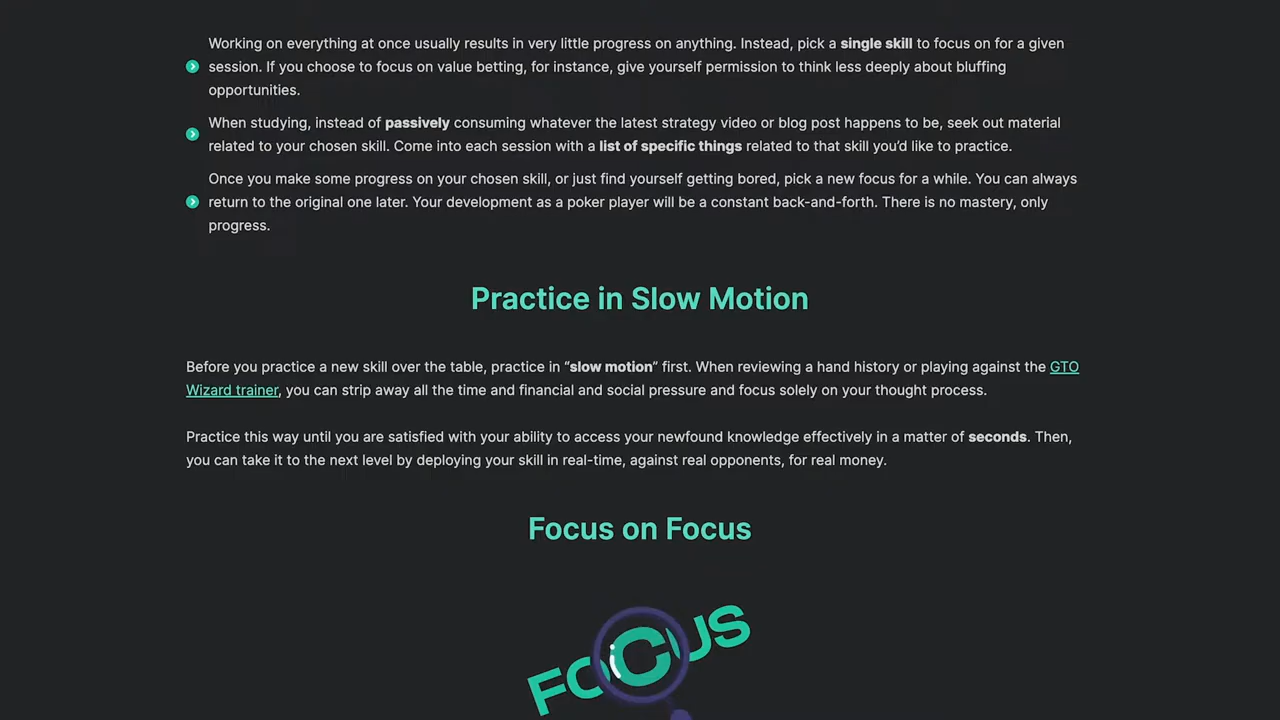 Working on everything at once usually results in very little progress on anything. Instead, pick a single skill to focus on for a given
session. If you choose to focus on value betting, for instance, give yourself permission to think less deeply about bluffing
opportunities.
When studying, instead of passively consuming whatever the latest strategy video or blog post happens to be, seek out material
related to your chosen skill. Come into each session with a list of specific things related to that skill you’d like to practice.
Once you make some progress on your chosen skill, or just find yourself getting bored, pick a new focus for a while. You can always
return to the original one later. Your development as a poker player will be a constant back-and-forth. There is no mastery, only
progress.
Practice in Slow Motion
Before you practice a new skill over the table, practice in “slow motion” first. When reviewing a hand history or playing against the GTO
Wizard trainer, you can strip away all the time and financial and social pressure and focus solely on your thought process.
Practice this way until you are satisfied with your ability to access your newfound knowledge effectively in a matter of seconds. Then,
you can take it to the next level by deploying your skill in real-time, against real opponents, for real money.
Focus on Focus
FOCUS